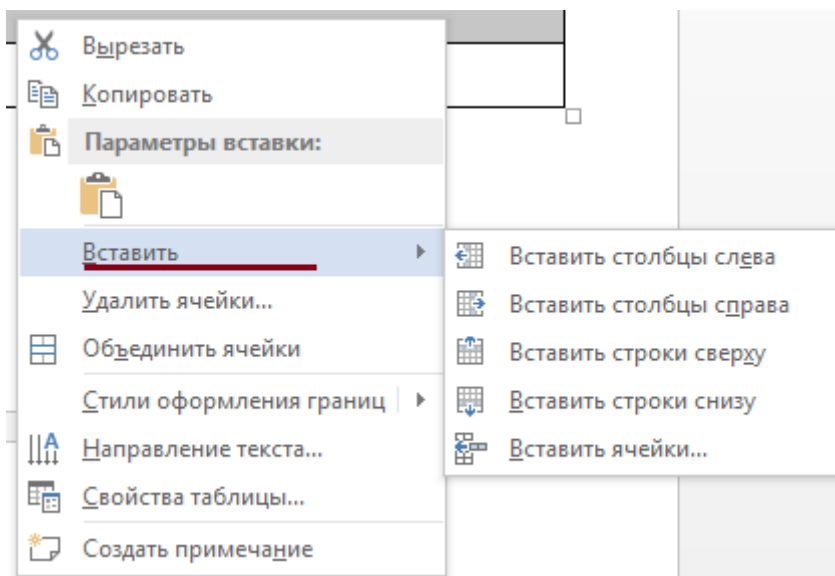 Вырезать
Копировать
Параметры вставки:
Вставить
Удалить ячейки...
Объединить ячейки
Стили оформления границ
Направление текста...
Свойства таблицы...
Создать примечание
Вставить столбцы слева
Вставить столбцы справа
Вставить строки сверху
Вставить строки снизу
Вставить ячейки...